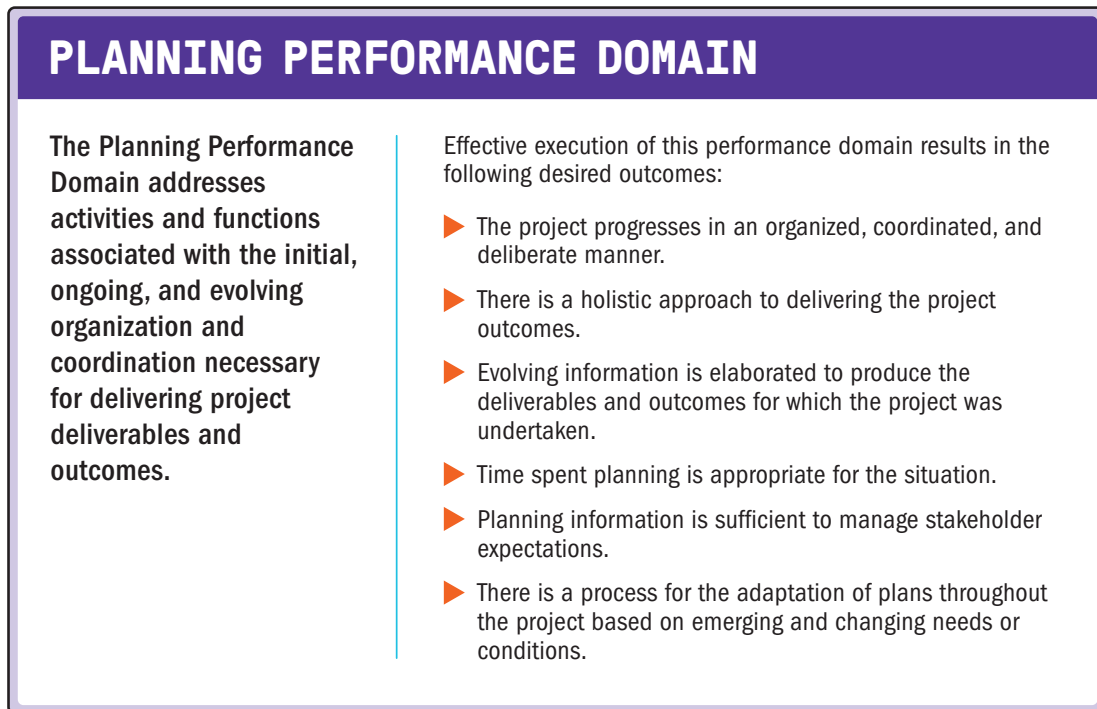 PLANNING PERFORMANCE DOMAIN
The Planning Performance
Domain addresses
activities and functions
associated with the initial,
ongoing, and evolving
organization and
coordination necessary
for delivering project
deliverables and
outcomes.
Effective execution of this performance domain results in the
following desired outcomes:
▶ The project progresses in an organized, coordinated, and
deliberate manner.
▶ There is a holistic approach to delivering the project
outcomes.
▶ Evolving information is elaborated to produce the
deliverables and outcomes for which the project was
undertaken.
▶ Time spent planning is appropriate for the situation.
▶ Planning information is sufficient to manage stakeholder
expectations.
▶ There is a process for the adaptation of plans throughout
the project based on emerging and changing needs or
conditions.